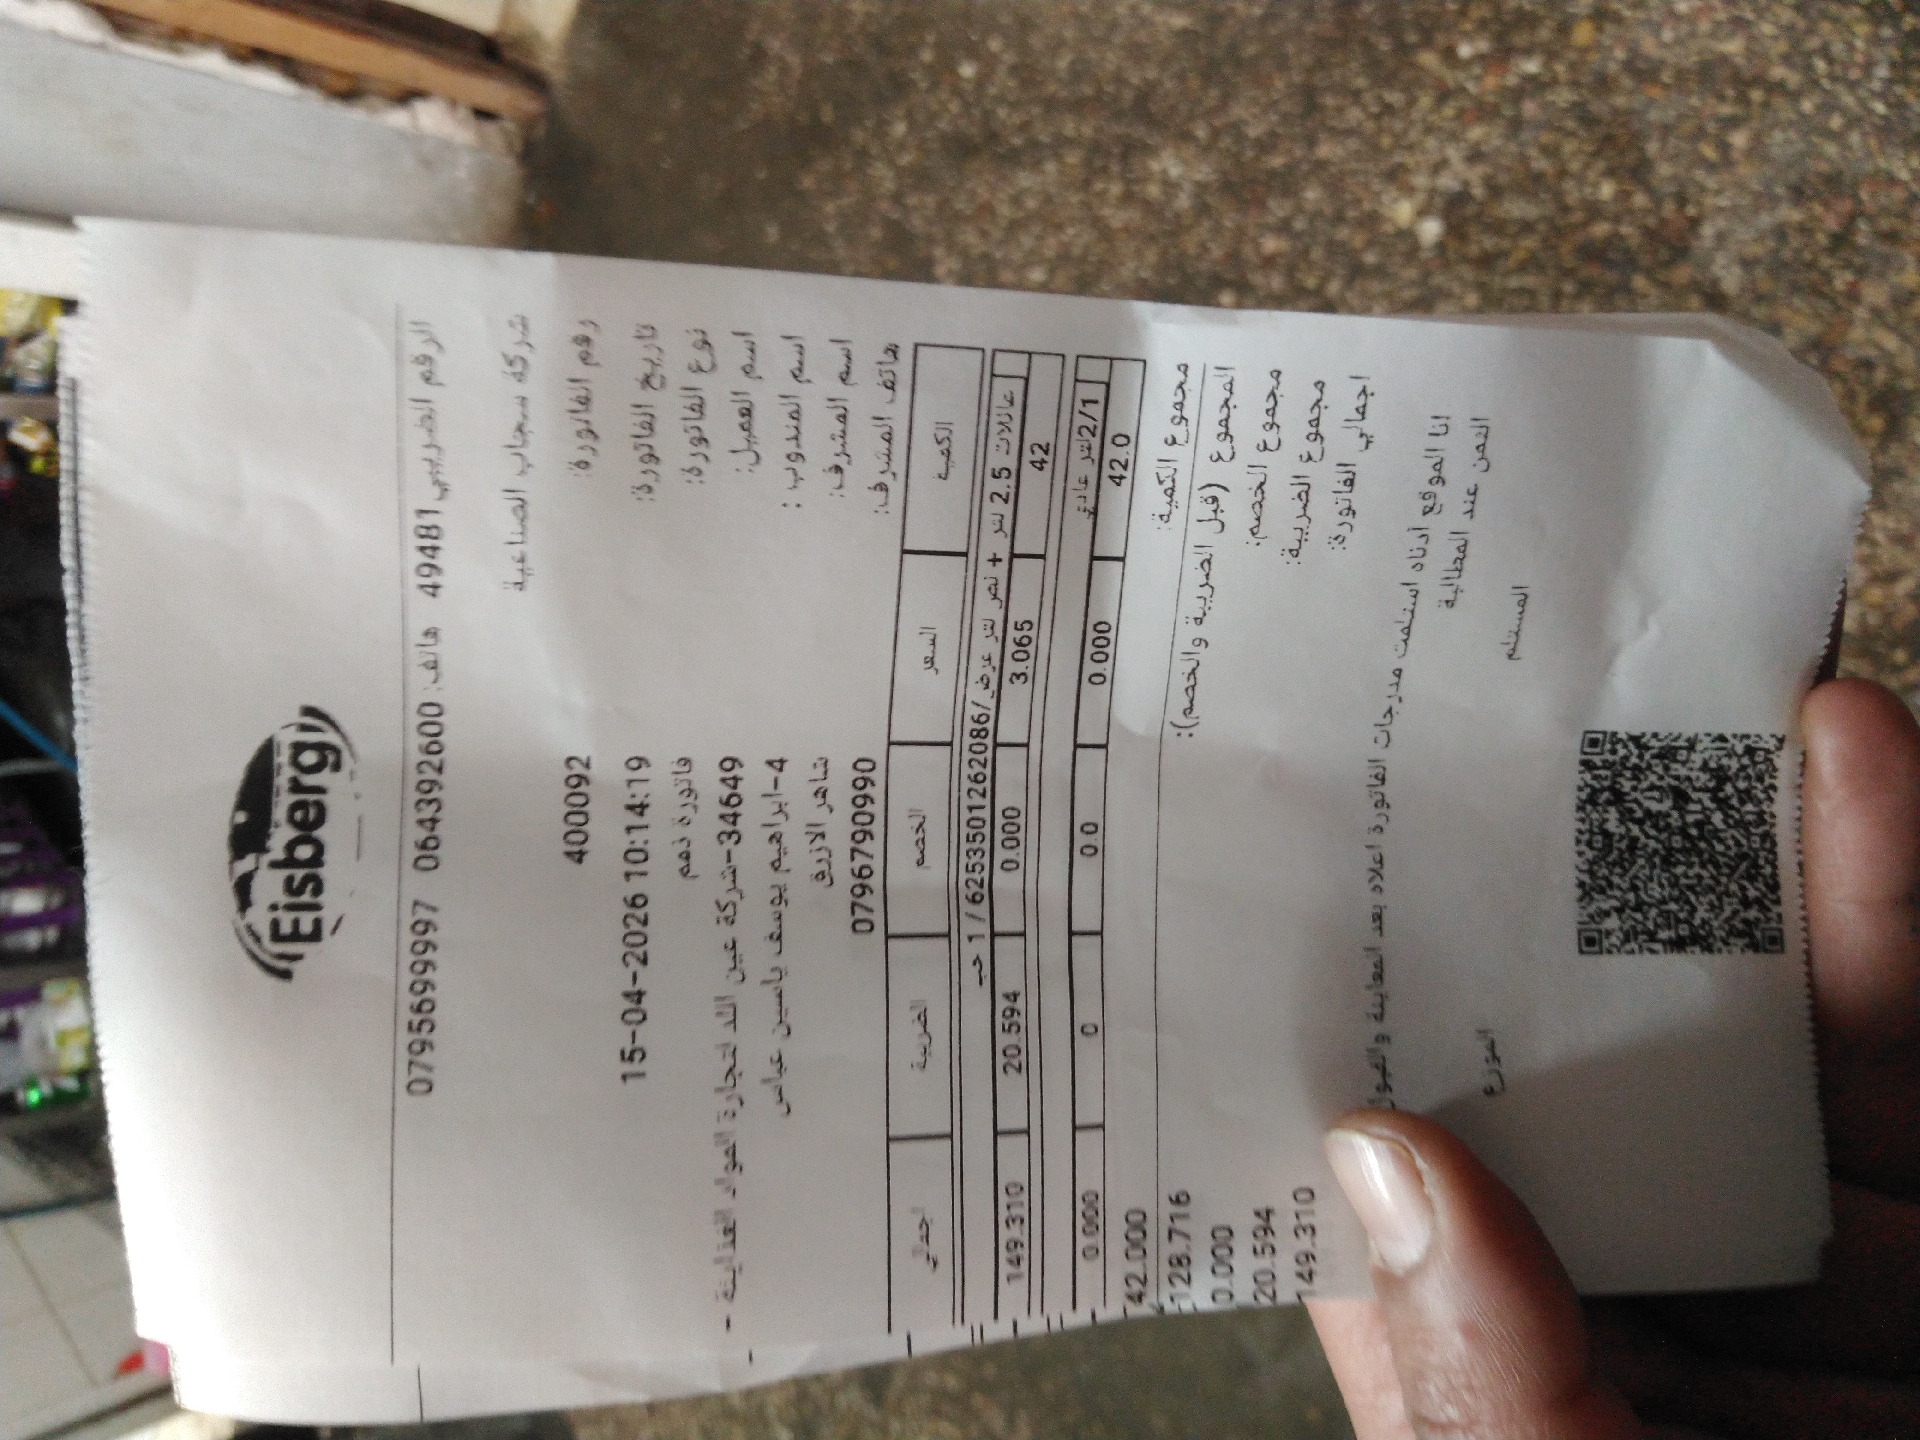 Eisberg
الرقم الضريبي 49481 هاتف: 064392600 0795699997
شركة سحاب الصناعية
رقم الفاتورة: 400092
تاريخ الفاتورة: 15-04-2026 10:14:19
نوع الفاتورة: فاتورة ذمم
اسم العميل: 34649-شركة عين اللد لتجارة المواد الغذائية -
اسم المندوب : 4-ابراهيم يوسف ياسين عباس
اسم المشرف: شاهر الازرق
هاتف المشرف: 0796790990
الكمية السعر الخصم الضريبة اجمالي
عائلات 2.5 لتر + نص لتر عرض /6253501262086 / 1 حب
42 3.065 0.000 20.594 149.310
2/1لتر عادي
42.0 0.000 0.0 0 0.000
مجموع الكمية: 42.000
المجموع (قبل الضريبة والخصم): 128.716
مجموع الخصم: 0.000
مجموع الضريبة: 20.594
اجمالي الفاتورة: 149.310
انا الموقع أدناه استلمت مدرجات الفاتورة اعلاه بعد المعاينة والقبول
الثمن عند المطالبة
المستلم الموزع